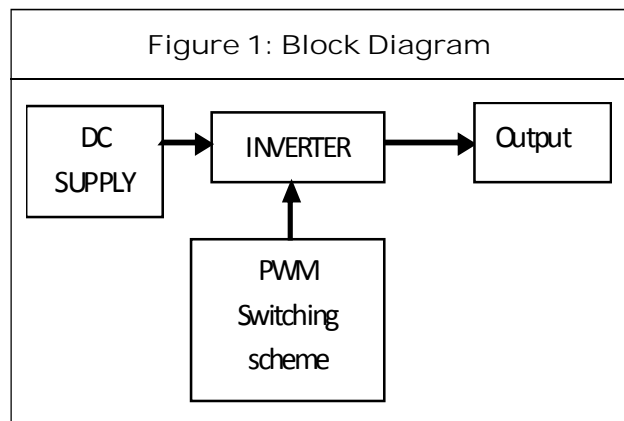 Figure 1: Block Diagram
DC
SUPPLY
INVERTER
Output
PWM
Switching
scheme